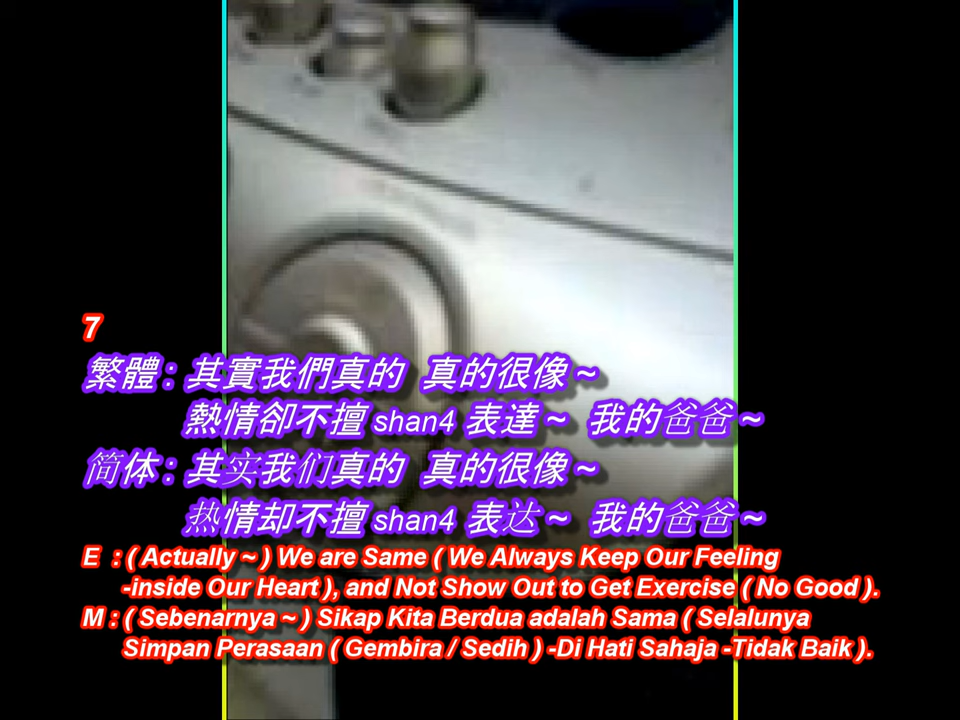 7
繁體 : 其實我們真的 真的很像 ~
熱情卻不擅 shan4 表達 ~ 我的爸爸 ~
简体 : 其实我们真的 真的很像 ~
热情却不擅 shan4 表达 ~ 我的爸爸 ~
E : ( Actually ~ ) We are Same ( We Always Keep Our Feeling
-inside Our Heart ), and Not Show Out to Get Exercise ( No Good ).
M : ( Sebenarnya ~ ) Sikap Kita Berdua adalah Sama ( Selalunya
Simpan Perasaan ( Gembira / Sedih ) -Di Hati Sahaja -Tidak Baik ).